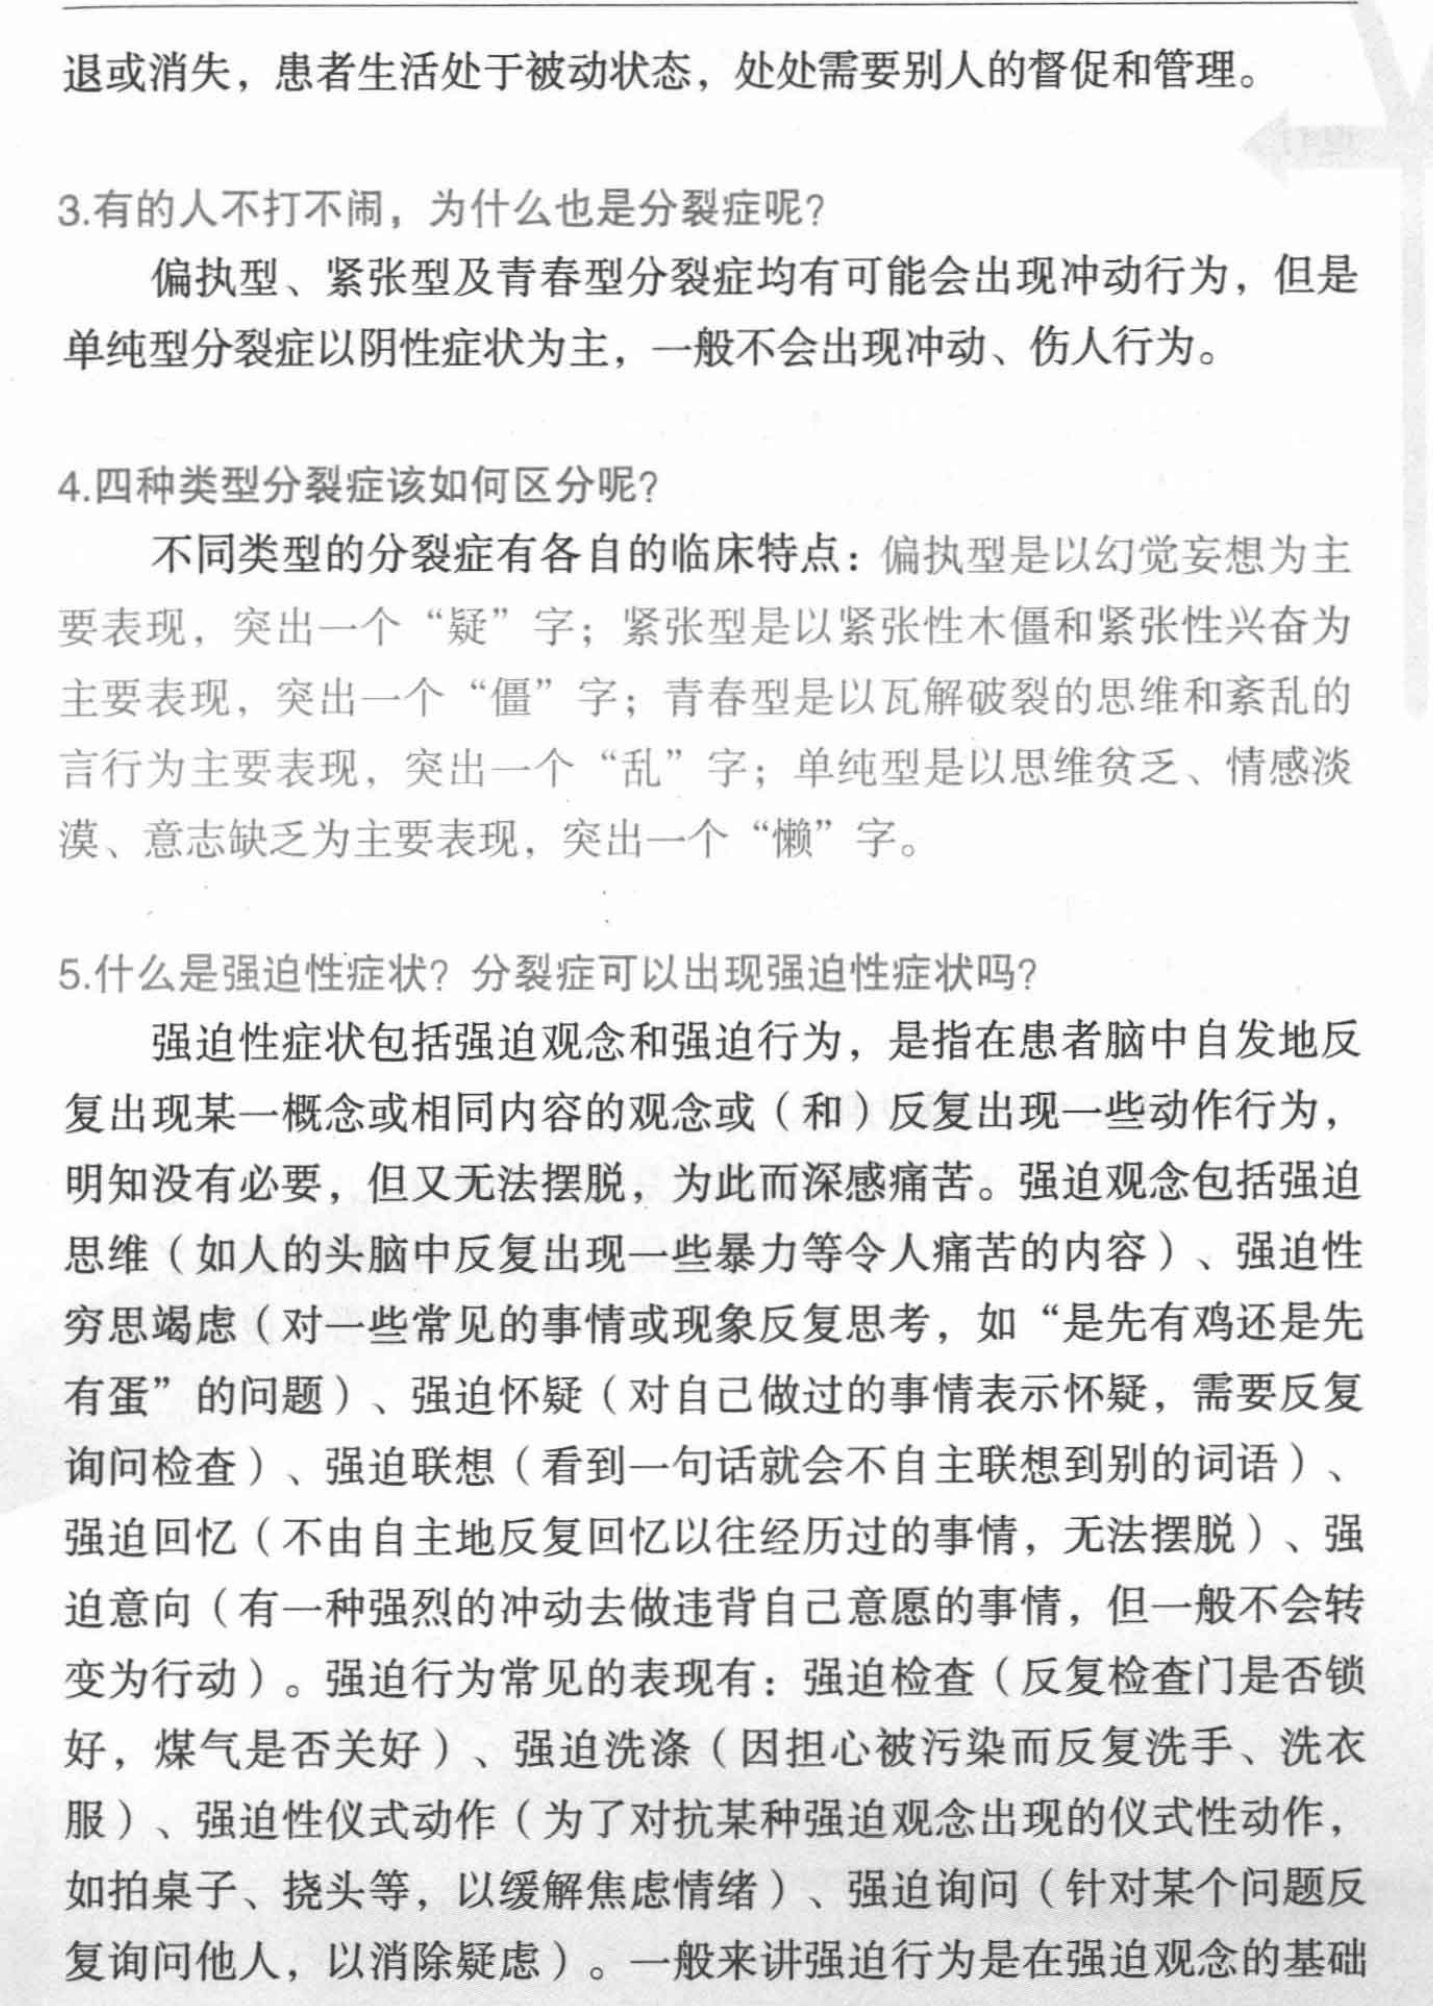 退或消失，患者生活处于被动状态，处处需要别人的督促和管理。
3.有的人不打不闹，为什么也是分裂症呢？
偏执型、紧张型及青春型分裂症均有可能会出现冲动行为，但是
单纯型分裂症以阴性症状为主，一般不会出现冲动、伤人行为。
4.四种类型分裂症该如何区分呢？
不同类型的分裂症有各自的临床特点：偏执型是以幻觉妄想为主
要表现，突出一个“疑”字；紧张型是以紧张性木僵和紧张性兴奋为
主要表现，突出一个“僵”字；青春型是以瓦解破裂的思维和紊乱的
言行为主要表现，突出一个“乱”字；单纯型是以思维贫乏、情感淡
漠、意志缺乏为主要表现，突出一个“懒”字。
5.什么是强迫性症状？分裂症可以出现强迫性症状吗？
强迫性症状包括强迫观念和强迫行为，是指在患者脑中自发地反
复出现某一概念或相同内容的观念或（和）反复出现一些动作行为，
明知没有必要，但又无法摆脱，为此而深感痛苦。强迫观念包括强迫
思维（如人的头脑中反复出现一些暴力等令人痛苦的内容）、强迫性
穷思竭虑（对一些常见的事情或现象反复思考，如“是先有鸡还是先
有蛋”的问题）、强迫怀疑（对自己做过的事情表示怀疑，需要反复
询问检查）、强迫联想（看到一句话就会不自主联想到别的词语）、
强迫回忆（不由自主地反复回忆以往经历过的事情，无法摆脱）、强
迫意向（有一种强烈的冲动去做违背自己意愿的事情，但一般不会转
变为行动）。强迫行为常见的表现有：强迫检查（反复检查门是否锁
好，煤气是否关好）、强迫洗涤（因担心被污染而反复洗手、洗衣
服）、强迫性仪式动作（为了对抗某种强迫观念出现的仪式性动作，
如拍桌子、挠头等，以缓解焦虑情绪）、强迫询问（针对某个问题反
复询问他人，以消除疑虑）。一般来讲强迫行为是在强迫观念的基础